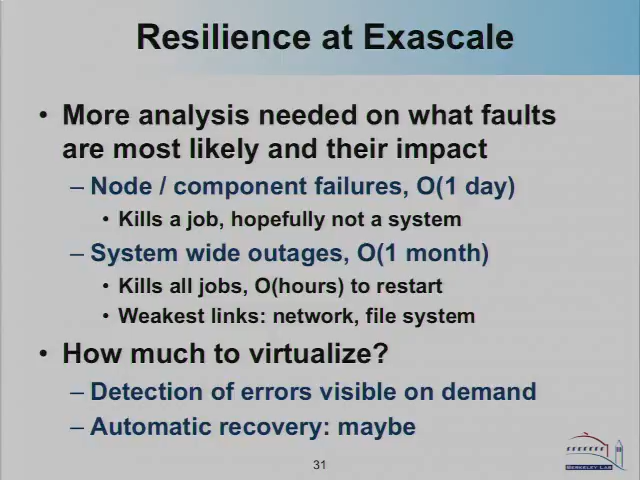 Resilience at Exascale
• More analysis needed on what faults
are most likely and their impact
– Node / component failures, O(1 day)
• Kills a job, hopefully not a system
– System wide outages, O(1 month)
• Kills all jobs, O(hours) to restart
• Weakest links: network, file system
• How much to virtualize?
– Detection of errors visible on demand
– Automatic recovery: maybe
31
BERKELEY LAB